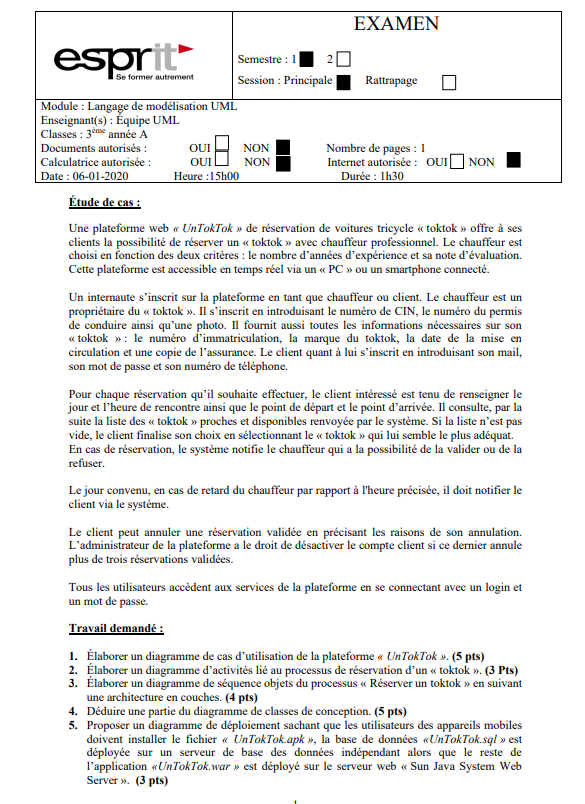 EXAMEN
esprit
Se former autrement
Semestre : 1 2
Session : Principale Rattrapage
Module : Langage de modélisation UML
Enseignant(s) : Équipe UML
Classes : 3ème année A
Documents autorisés : OUI NON Nombre de pages : 1
Calculatrice autorisée : OUI NON Internet autorisée : OUI NON
Date : 06-01-2020 Heure :15h00 Durée : 1h30
Étude de cas :
Une plateforme web « UnTokTok » de réservation de voitures tricycle « toktok » offre à ses
clients la possibilité de réserver un « toktok » avec chauffeur professionnel. Le chauffeur est
choisi en fonction des deux critères : le nombre d’années d’expérience et sa note d’évaluation.
Cette plateforme est accessible en temps réel via un « PC » ou un smartphone connecté.
Un internaute s’inscrit sur la plateforme en tant que chauffeur ou client. Le chauffeur est un
propriétaire du « toktok ». Il s’inscrit en introduisant le numéro de CIN, le numéro du permis
de conduire ainsi qu’une photo. Il fournit aussi toutes les informations nécessaires sur son
« toktok » : le numéro d’immatriculation, la marque du toktok, la date de la mise en
circulation et une copie de l’assurance. Le client quant à lui s’inscrit en introduisant son mail,
son mot de passe et son numéro de téléphone.
Pour chaque réservation qu’il souhaite effectuer, le client intéressé est tenu de renseigner le
jour et l’heure de rencontre ainsi que le point de départ et le point d’arrivée. Il consulte, par la
suite la liste des « toktok » proches et disponibles renvoyée par le système. Si la liste n’est pas
vide, le client finalise son choix en sélectionnant le « toktok » qui lui semble le plus adéquat.
En cas de réservation, le système notifie le chauffeur qui a la possibilité de la valider ou de la
refuser.
Le jour convenu, en cas de retard du chauffeur par rapport à l'heure précisée, il doit notifier le
client via le système.
Le client peut annuler une réservation validée en précisant les raisons de son annulation.
L’administrateur de la plateforme a le droit de désactiver le compte client si ce dernier annule
plus de trois réservations validées.
Tous les utilisateurs accèdent aux services de la plateforme en se connectant avec un login et
un mot de passe.
Travail demandé :
1. Élaborer un diagramme de cas d’utilisation de la plateforme « UnTokTok ». (5 pts)
2. Élaborer un diagramme d’activités lié au processus de réservation d’un « toktok ». (3 Pts)
3. Élaborer un diagramme de séquence objets du processus « Réserver un toktok » en suivant
une architecture en couches. (4 pts)
4. Déduire une partie du diagramme de classes de conception. (5 pts)
5. Proposer un diagramme de déploiement sachant que les utilisateurs des appareils mobiles
doivent installer le fichier « UnTokTok.apk », la base de données «UnTokTok.sql » est
déployée sur un serveur de base des données indépendant alors que le reste de
l’application «UnTokTok.war » est déployé sur le serveur web « Sun Java System Web
Server ». (3 pts)
1